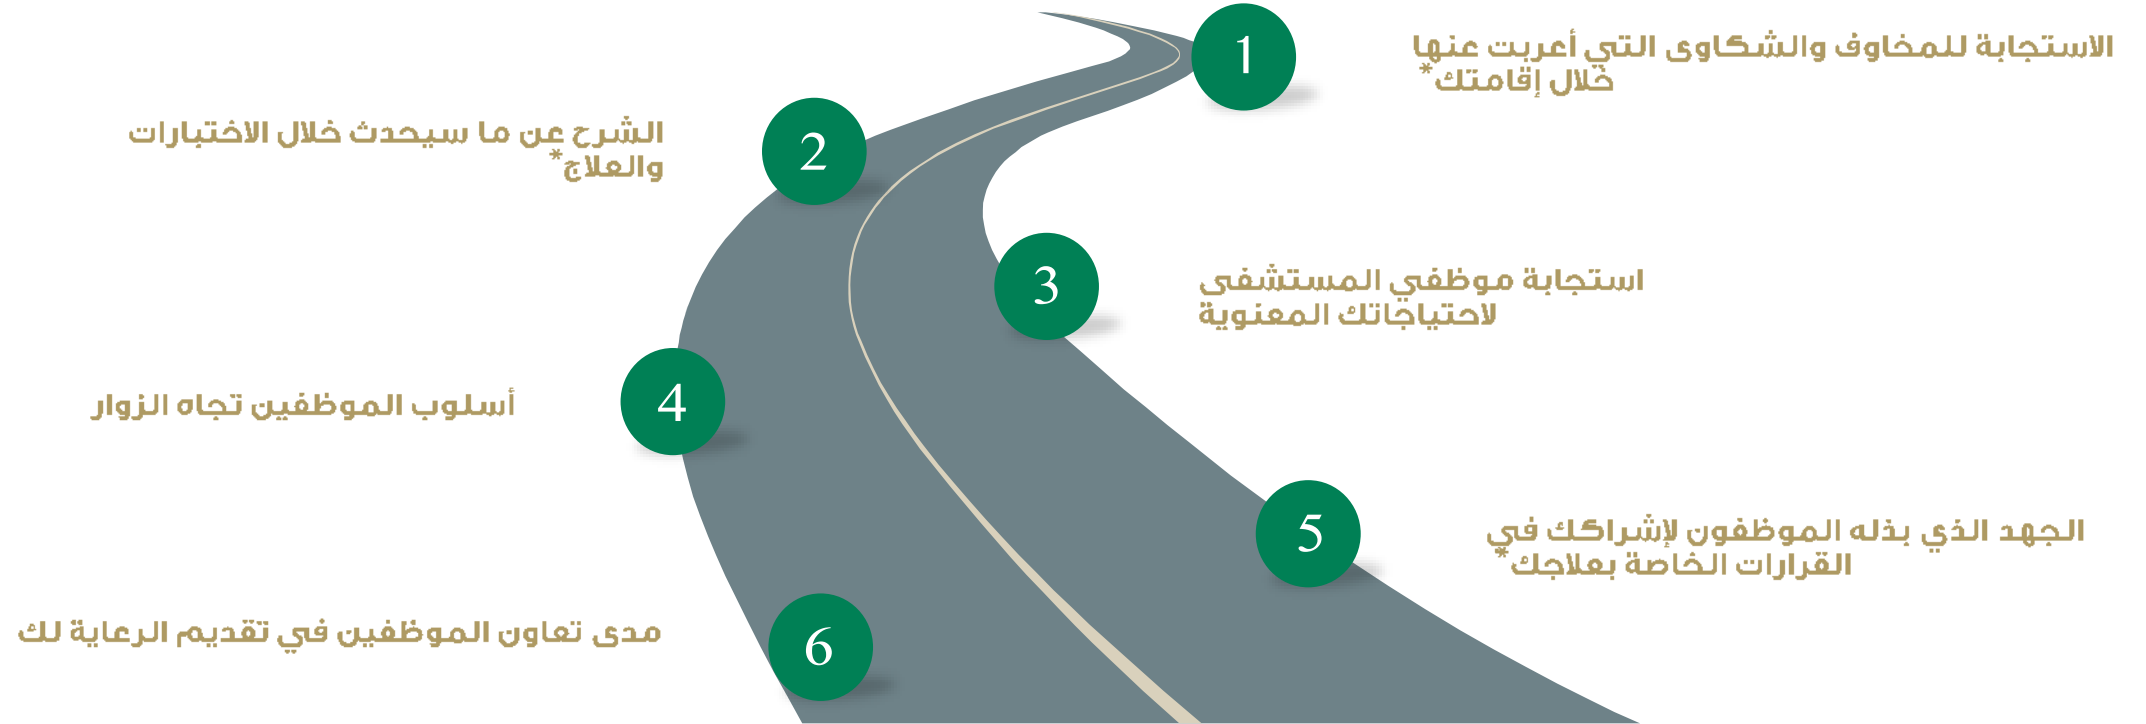 1
الاستجابة للمخاوف والشكاوى التي أعربت عنها
خلال إقامتك*
2
الشرح عن ما سيحدث خلال الاختبارات
والعلاج*
3
استجابة موظفي المستشفى
لاحتياجاتك المعنوية
4
أسلوب الموظفين تجاه الزوار
5
الجهد الذي بذله الموظفون لإشراكك في
القرارات الخاصة بعلاجك*
6
مدى تعاون الموظفين في تقديم الرعاية لك